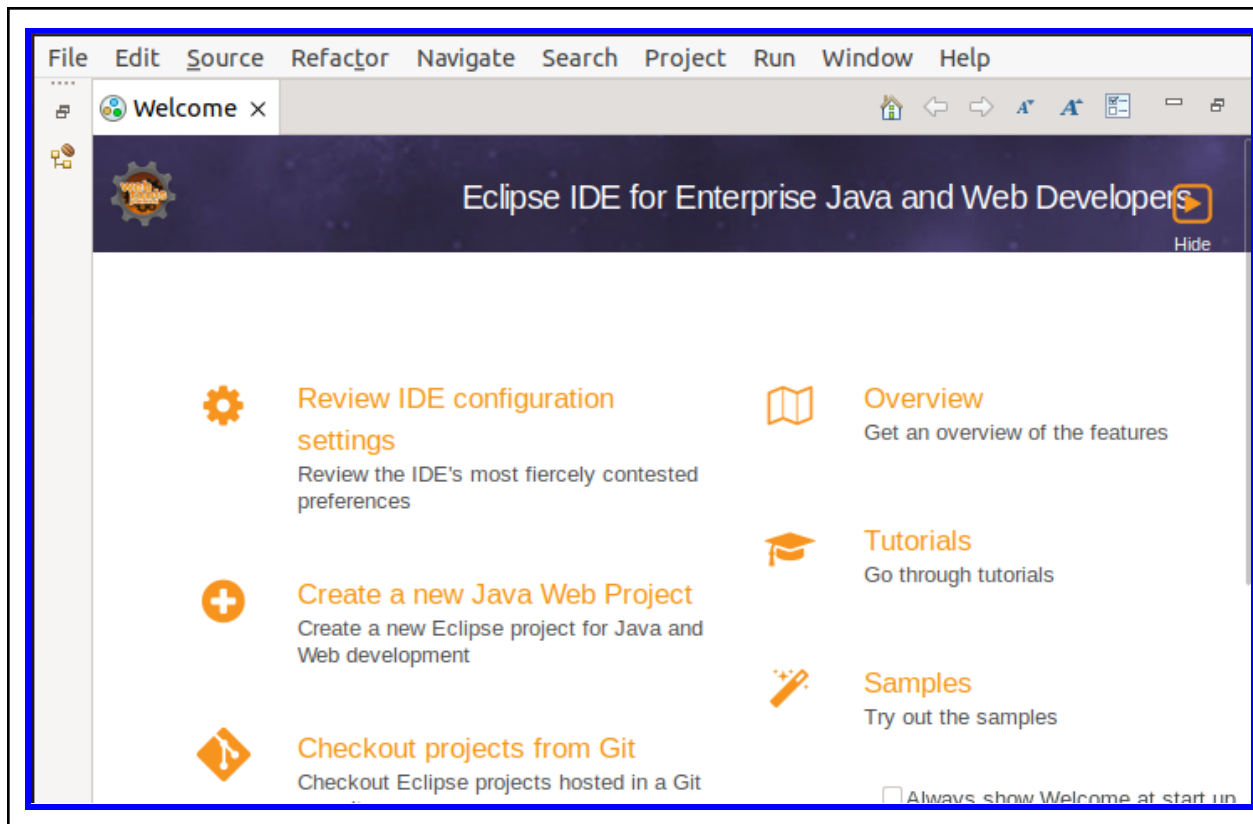 File Edit Source Refactor Navigate Search Project Run Window Help
Welcome
Eclipse IDE for Enterprise Java and Web Developers
Hide
Review IDE configuration
settings
Review the IDE's most fiercely contested
preferences
Create a new Java Web Project
Create a new Eclipse project for Java and
Web development
Checkout projects from Git
Checkout Eclipse projects hosted in a Git
Overview
Get an overview of the features
Tutorials
Go through tutorials
Samples
Try out the samples
Always show Welcome at start up